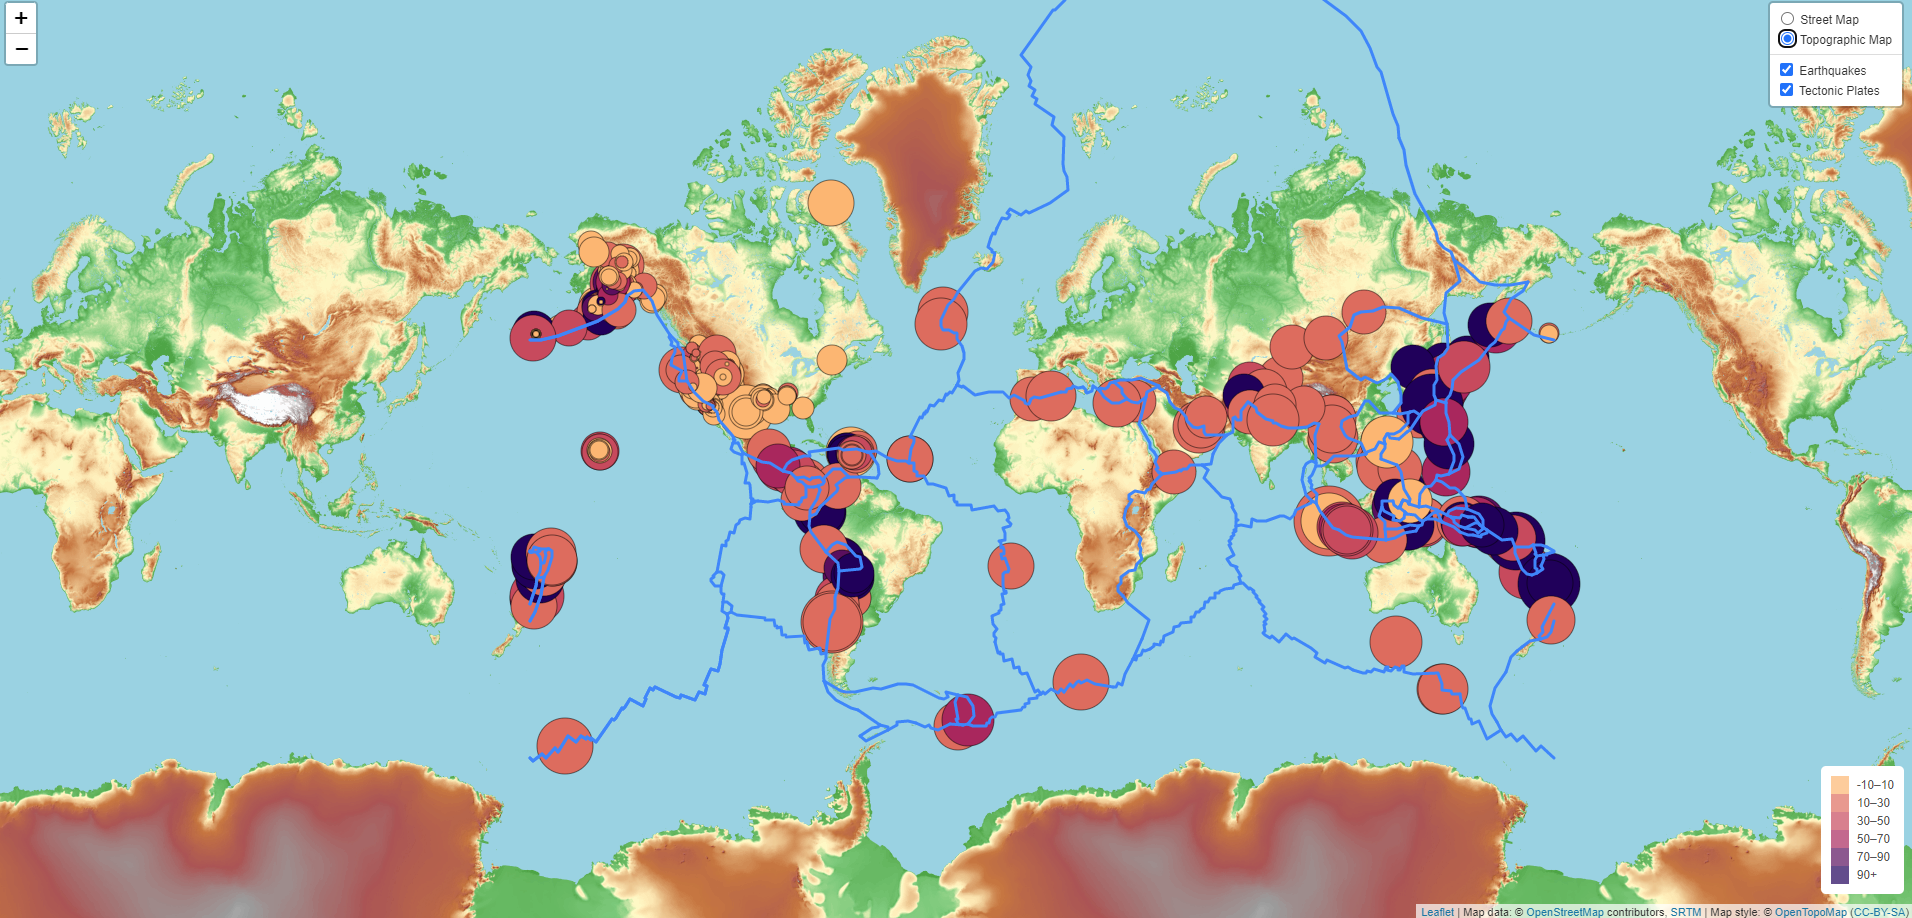 +
−
Street Map
Topographic Map
Earthquakes
Tectonic Plates
-10–10
10–30
30–50
50–70
70–90
90+
Leaflet | Map data: © OpenStreetMap contributors, SRTM | Map style: © OpenTopoMap (CC-BY-SA)